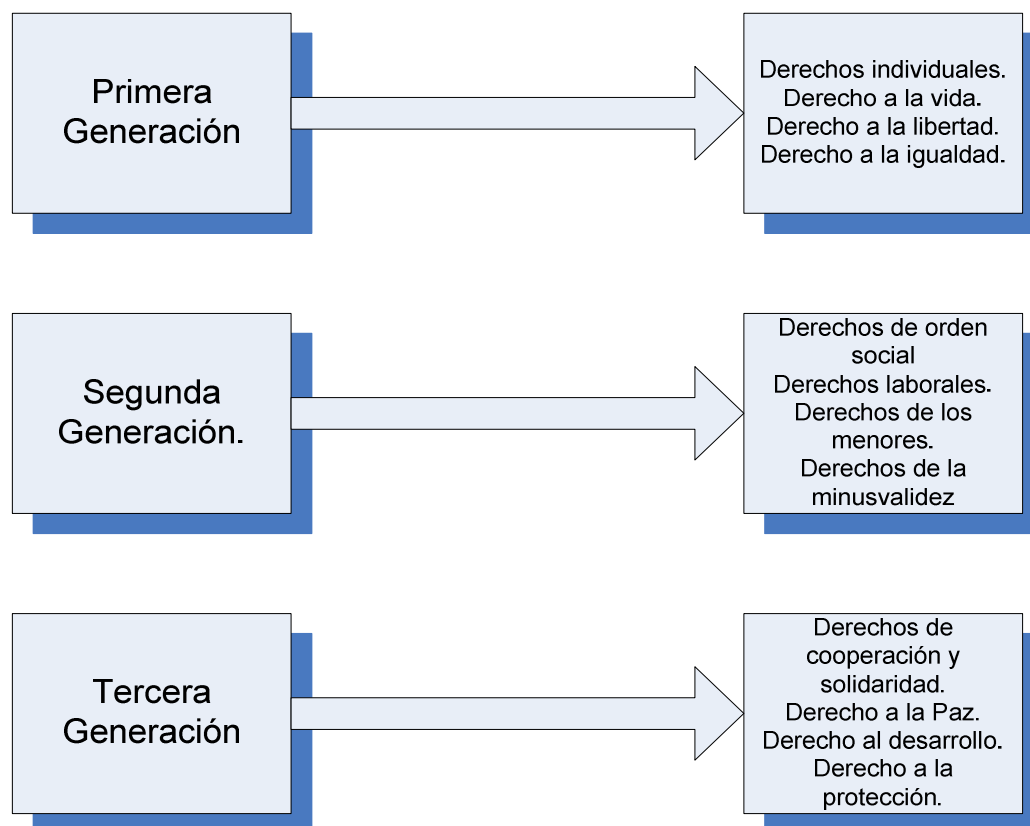 Primera
Generación
Derechos individuales.
Derecho a la vida.
Derecho a la libertad.
Derecho a la igualdad.
Segunda
Generación.
Derechos de orden
social
Derechos laborales.
Derechos de los
menores.
Derechos de la
minusvalidez
Tercera
Generación
Derechos de
cooperación y
solidaridad.
Derecho a la Paz.
Derecho al desarrollo.
Derecho a la
protección.